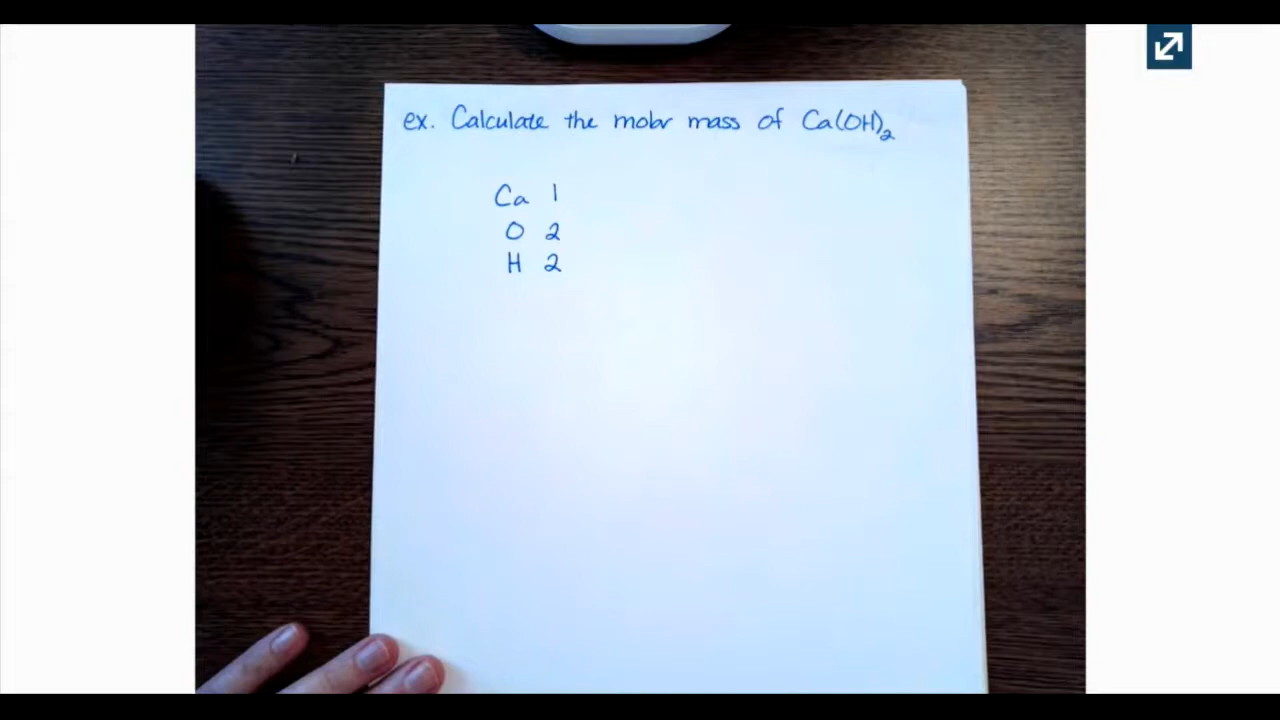 ex. Calculate the molar mass of Ca(OH)₂
Ca 1
O 2
H 2